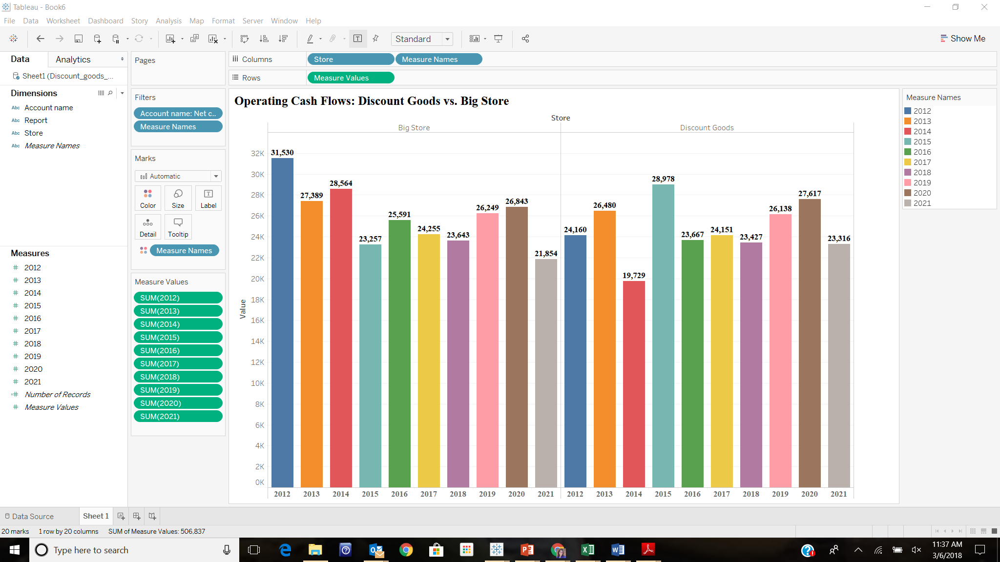 Tableau - Book6
File Data Worksheet Dashboard Story Analysis Map Format Server Window Help
Standard
Show Me
Data
Analytics
Sheet1 (Discount_goods_...
Dimensions
Abc Account name
Abc Report
Abc Store
Abc Measure Names
Measures
# 2012
# 2013
# 2014
# 2015
# 2016
# 2017
# 2018
# 2019
# 2020
# 2021
=# Number of Records
# Measure Values
Pages
Filters
Account name: Net c..
Measure Names
Marks
Automatic
Color Size Label
Detail Tooltip
Measure Names
Measure Values
SUM(2012)
SUM(2013)
SUM(2014)
SUM(2015)
SUM(2016)
SUM(2017)
SUM(2018)
SUM(2019)
SUM(2020)
SUM(2021)
Columns Store Measure Names
Rows Measure Values
Operating Cash Flows: Discount Goods vs. Big Store
Store
Big Store Discount Goods
Value
32K
30K
28K
26K
24K
22K
20K
18K
16K
14K
12K
10K
8K
6K
4K
2K
0K
31,530 27,389 28,564 23,257 25,591 24,255 23,643 26,249 26,843 21,854 24,160 26,480 19,729 28,978 23,667 24,151 23,427 26,138 27,617 23,316
2012 2013 2014 2015 2016 2017 2018 2019 2020 2021 2012 2013 2014 2015 2016 2017 2018 2019 2020 2021
Measure Names
2012
2013
2014
2015
2016
2017
2018
2019
2020
2021
Data Source Sheet 1
20 marks 1 row by 20 columns SUM of Measure Values: 506,837
Type here to search
11:37 AM
3/6/2018